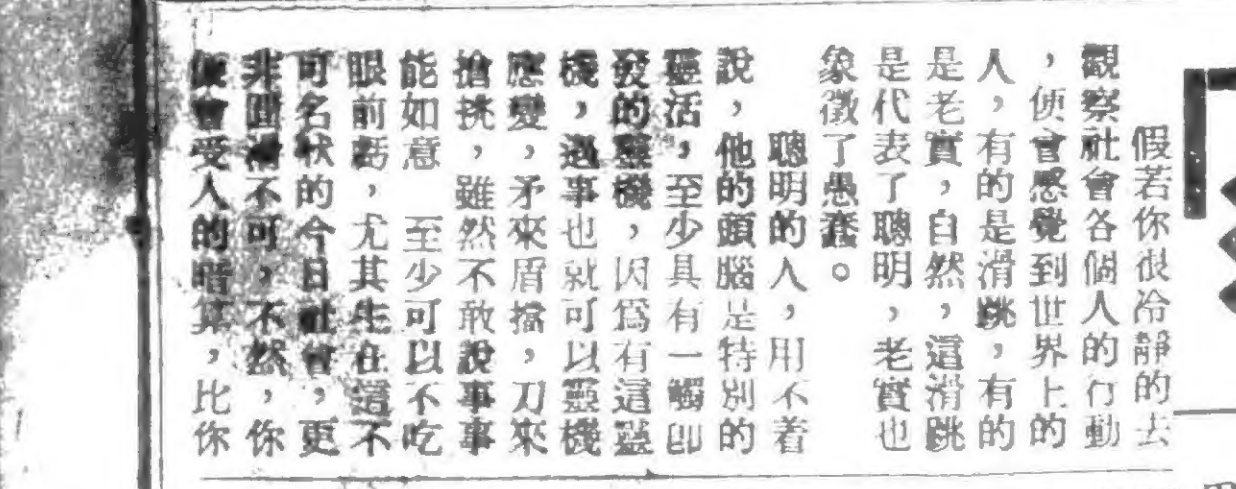 假若你很冷靜的去
觀察社會各個人的行動
，便會感覺到世界上的
人，有的是滑跳，有的
是老實，自然，這滑跳
是代表了聰明，老實也
象徵了愚蠢。
聰明的人，用不着
說，他的頭腦是特別的
靈活，至少具有一觸即
發的靈機，因爲有這靈
機，遇事也就可以靈機
應變，矛來盾擋，刀來
搶挑，雖然不敢說事事
能如意　至少可以不吃
眼前虧，尤其生在這不
可名狀的今日社會，更
非圓滑不可，不然，你
便會受人的暗算，比你